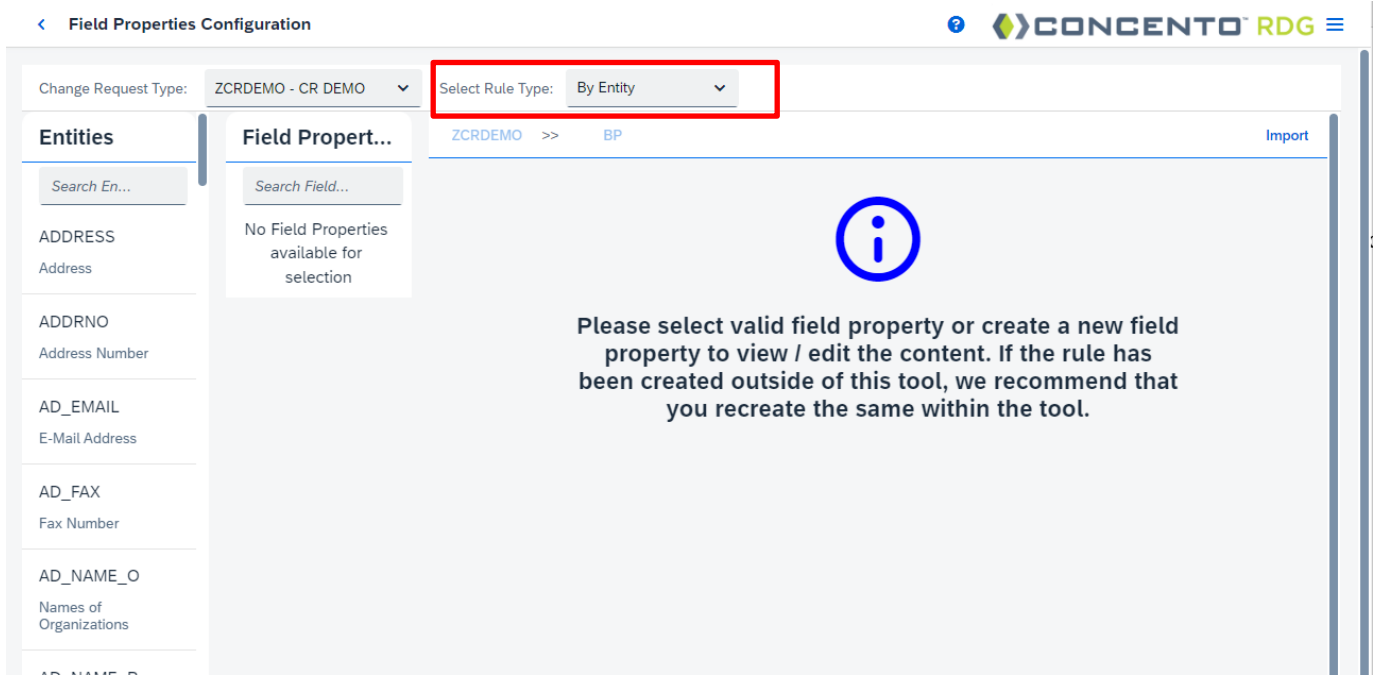 Field Properties Configuration
CONCENTO™ RDG
Change Request Type:
ZCRDEMO - CR DEMO
Select Rule Type:
By Entity
Entities
Search En...
ADDRESS
Address
ADDRNO
Address Number
AD_EMAIL
E-Mail Address
AD_FAX
Fax Number
AD_NAME_O
Names of
Organizations
Field Propert...
Search Field...
No Field Properties
available for
selection
ZCRDEMO >> BP
Import
Please select valid field property or create a new field
property to view / edit the content. If the rule has
been created outside of this tool, we recommend that
you recreate the same within the tool.